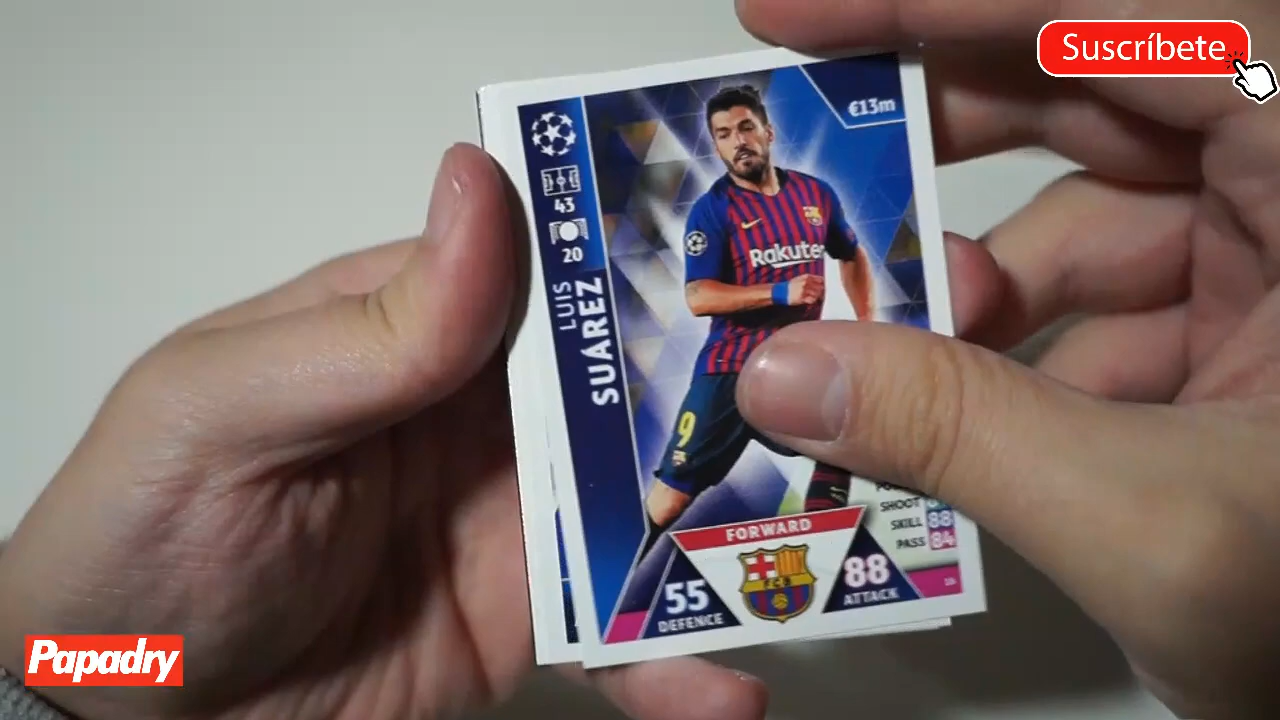 Suscríbete
€13m
43
20
LUIS
SUAREZ
Rakuten
9
SHOOT
SKILL 88
PASS 84
FORWARD
FCB
55
DEFENCE
88
ATTACK
Papadry